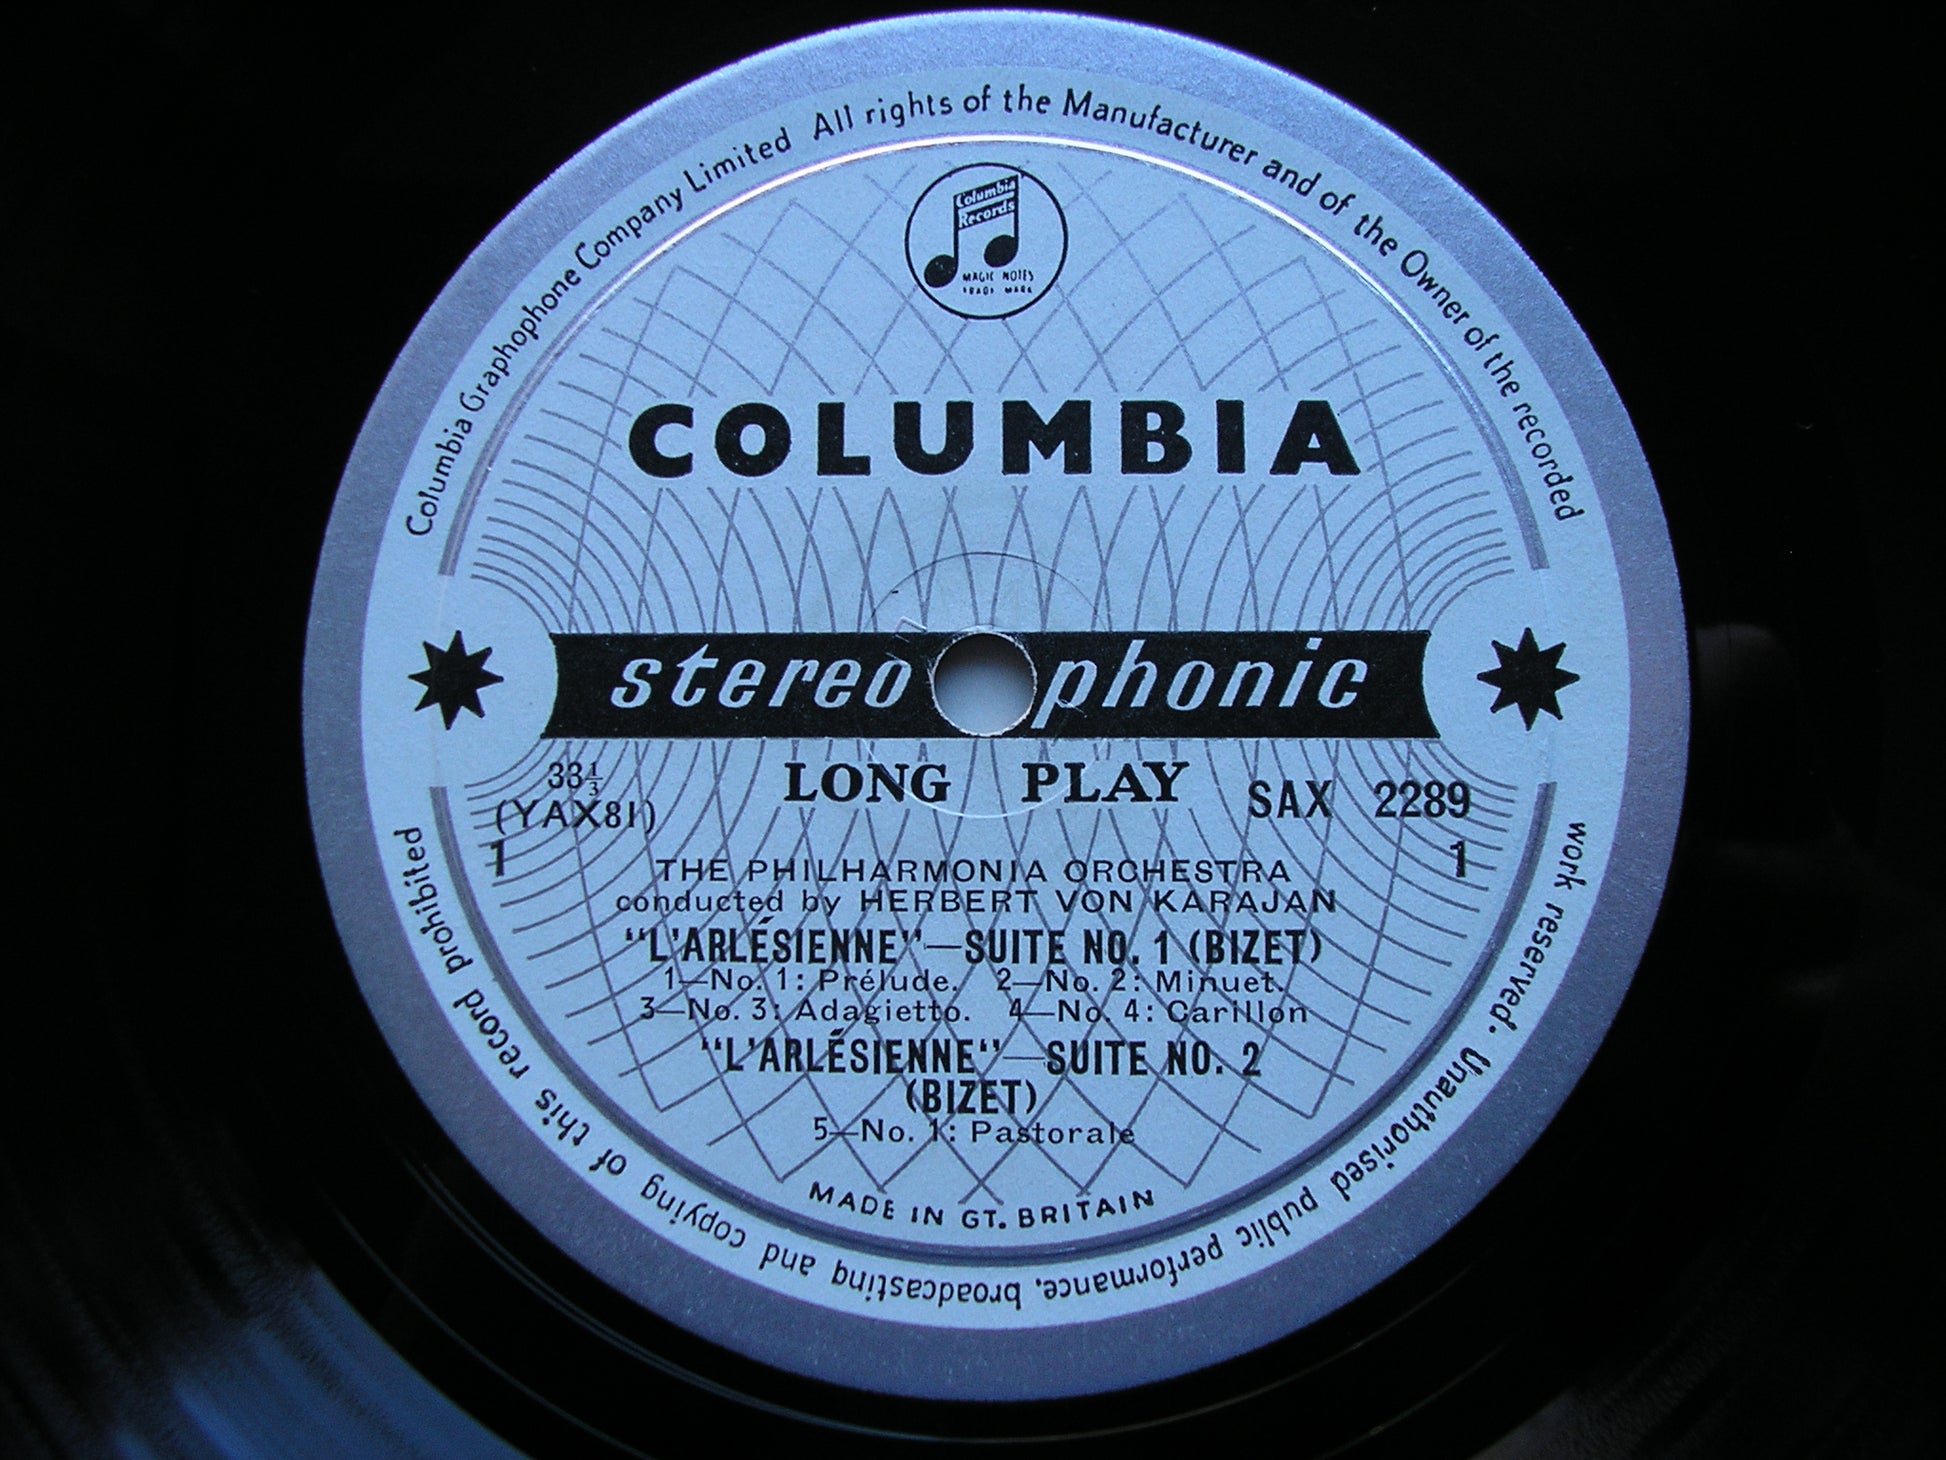 Columbia Graphophone Company Limited All rights of the Manufacturer and of the Owner of the recorded work reserved. Unauthorised public performance, broadcasting and copying of this record prohibited
Columbia
Records
MAGIC NOTES
TRADE MARK
COLUMBIA
stereophonic
LONG PLAY
33⅓
(YAX81)
1
SAX 2289
1
THE PHILHARMONIA ORCHESTRA
conducted by HERBERT VON KARAJAN
"L'ARLÉSIENNE"—SUITE NO. 1 (BIZET)
1—No. 1: Prélude. 2—No. 2: Minuet.
3—No. 3: Adagietto. 4—No. 4: Carillon
"L'ARLÉSIENNE"—SUITE NO. 2
(BIZET)
5—No. 1: Pastorale
MADE IN GT. BRITAIN